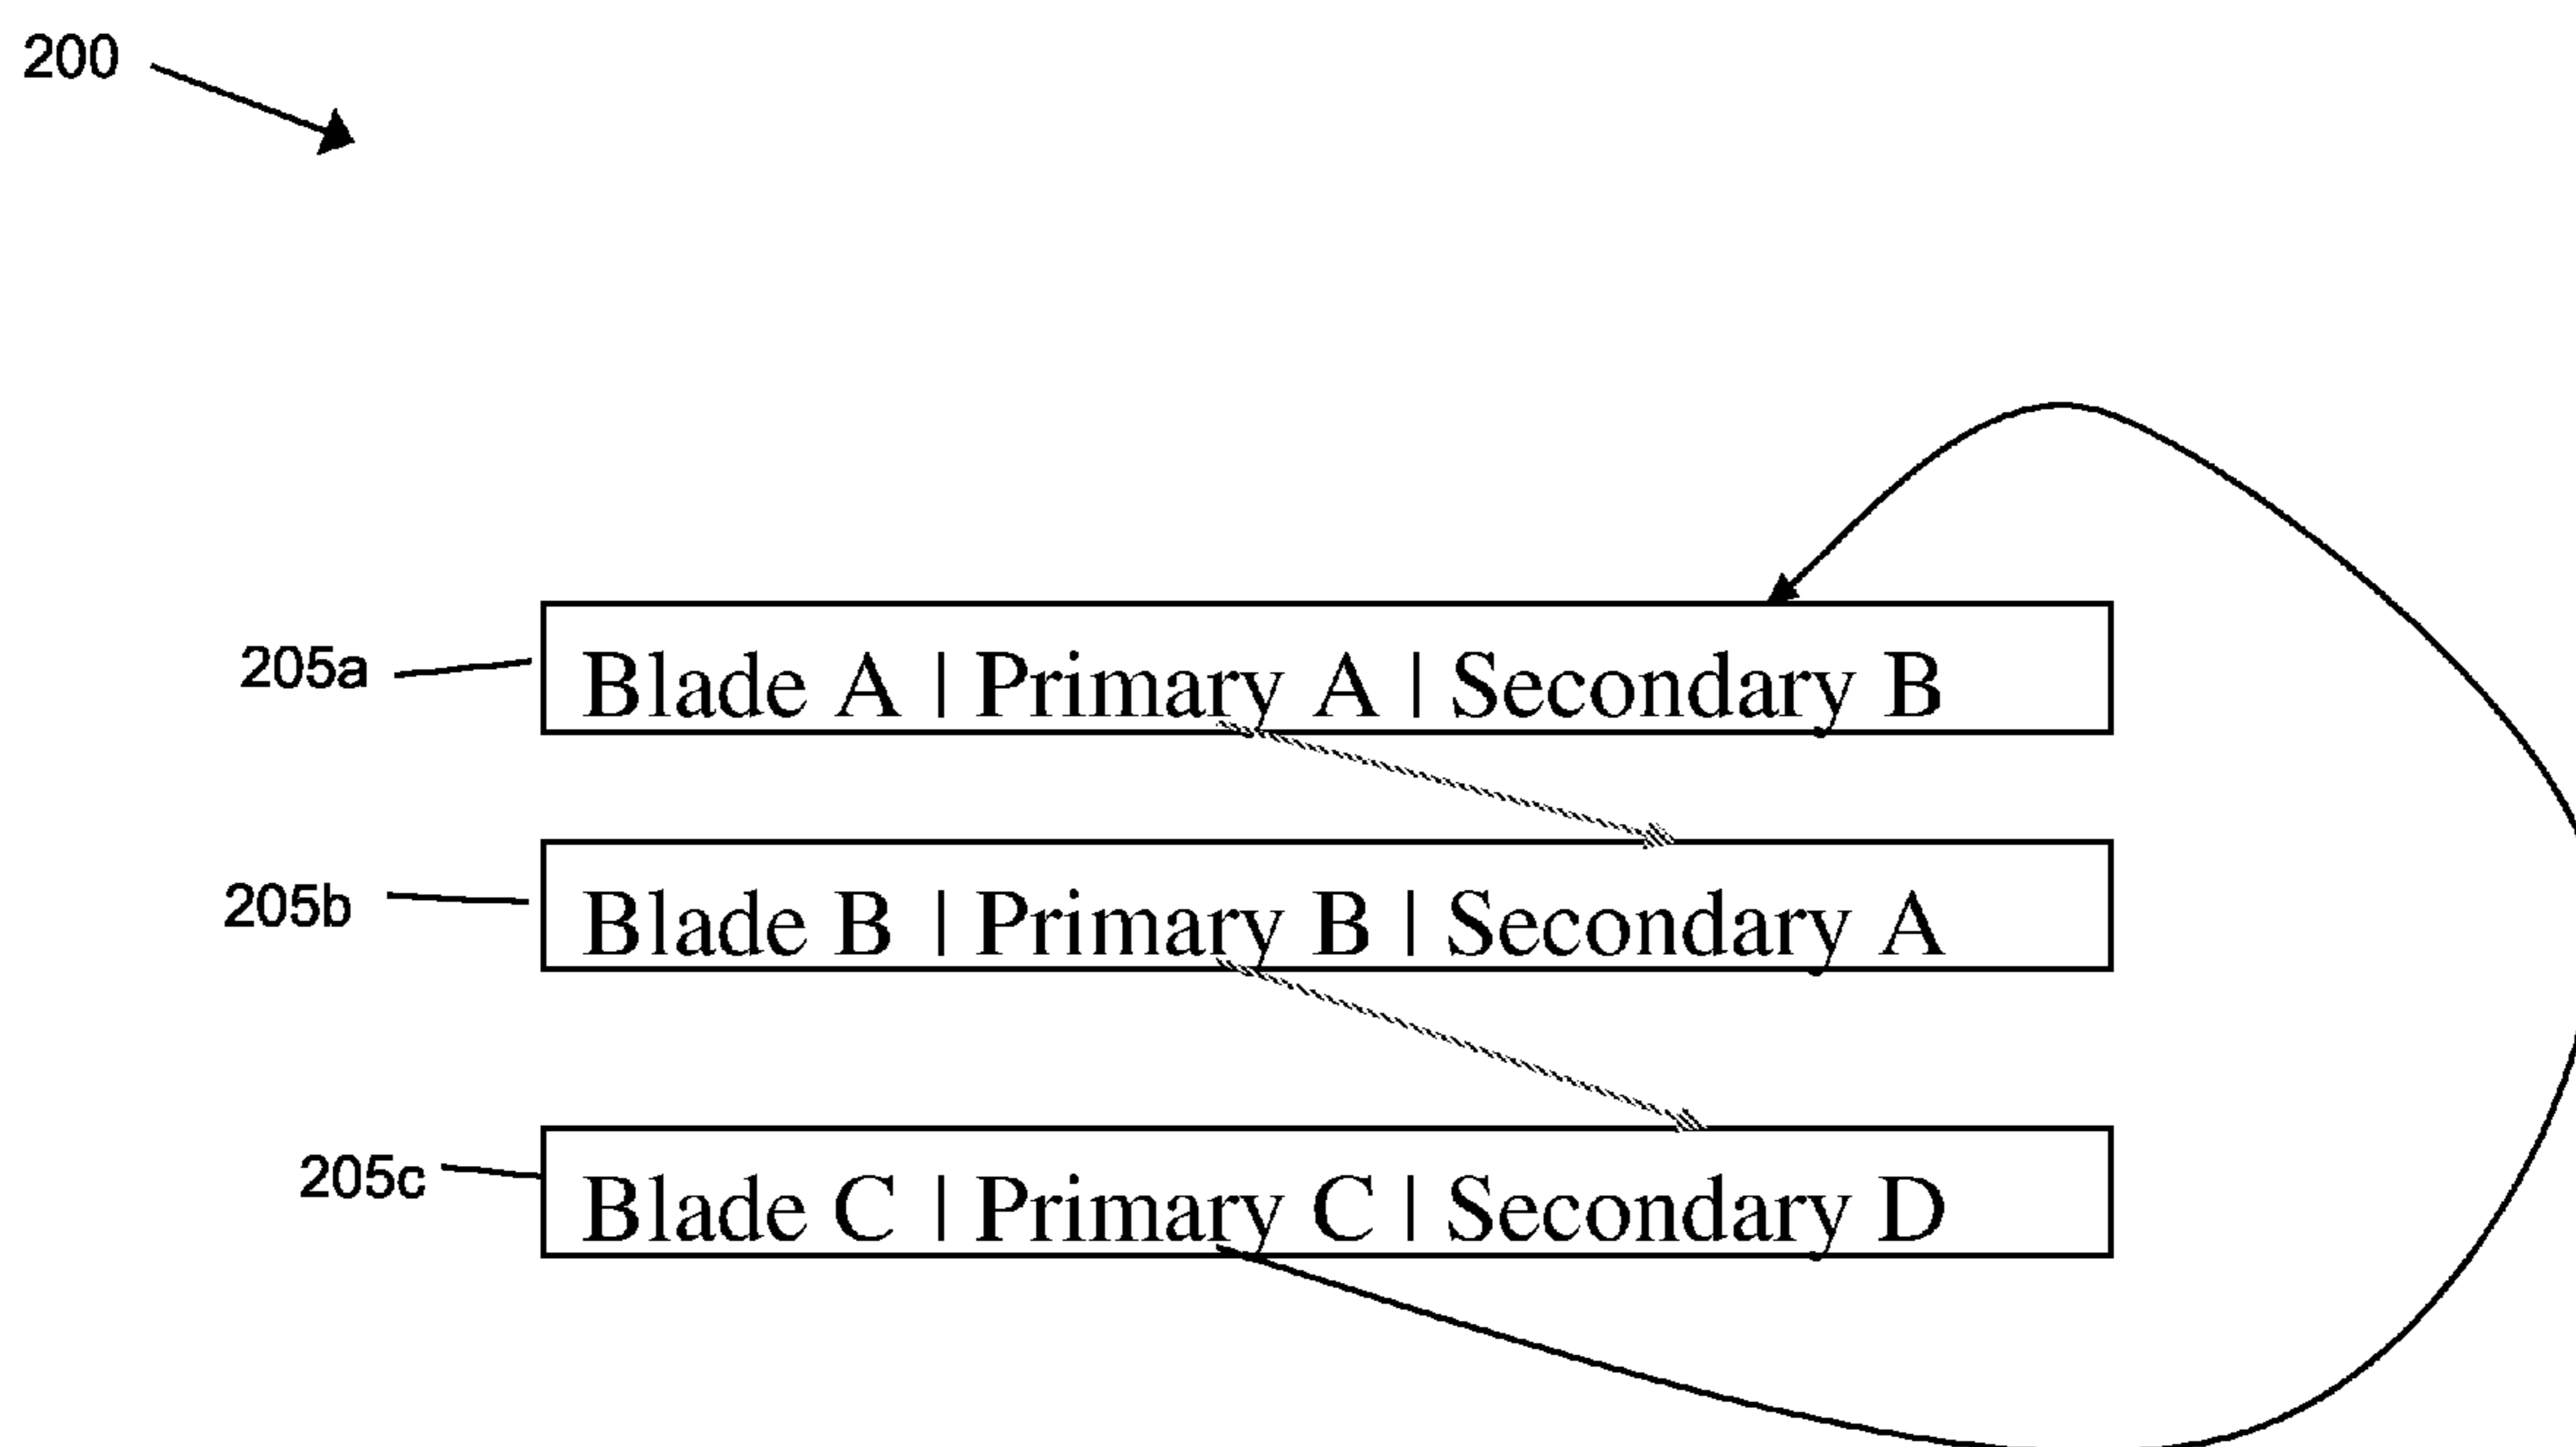 200
205a
Blade A | Primary A | Secondary B
205b
Blade B | Primary B | Secondary A
205c
Blade C | Primary C | Secondary D